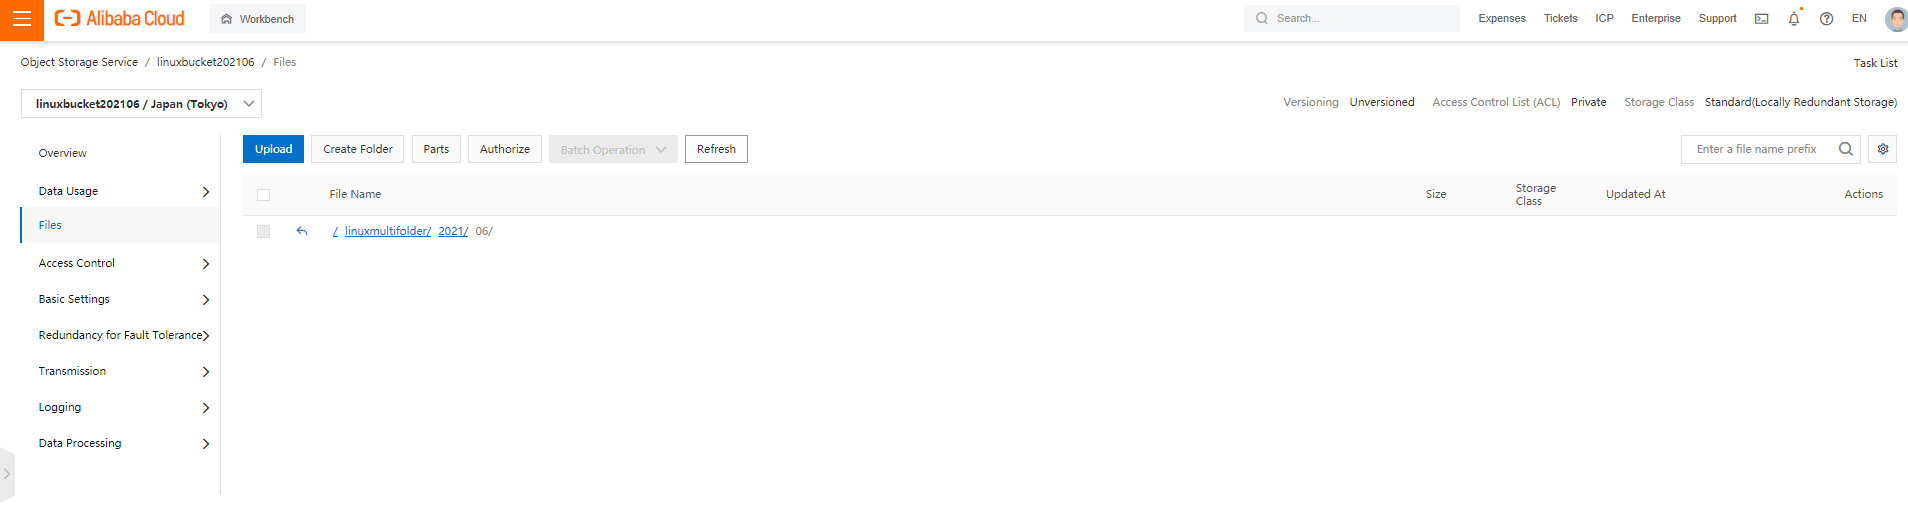 Alibaba Cloud Workbench Search... Expenses Tickets ICP Enterprise Support EN
Object Storage Service / linuxbucket202106 / Files Task List
linuxbucket202106 / Japan (Tokyo) Versioning Unversioned Access Control List (ACL) Private Storage Class Standard(Locally Redundant Storage)
Upload Create Folder Parts Authorize Batch Operation Refresh Enter a file name prefix
Overview
Data Usage
Files
Access Control
Basic Settings
Redundancy for Fault Tolerance
Transmission
Logging
Data Processing
File Name Size Storage Class Updated At Actions
/ linuxmultifolder/ 2021/ 06/